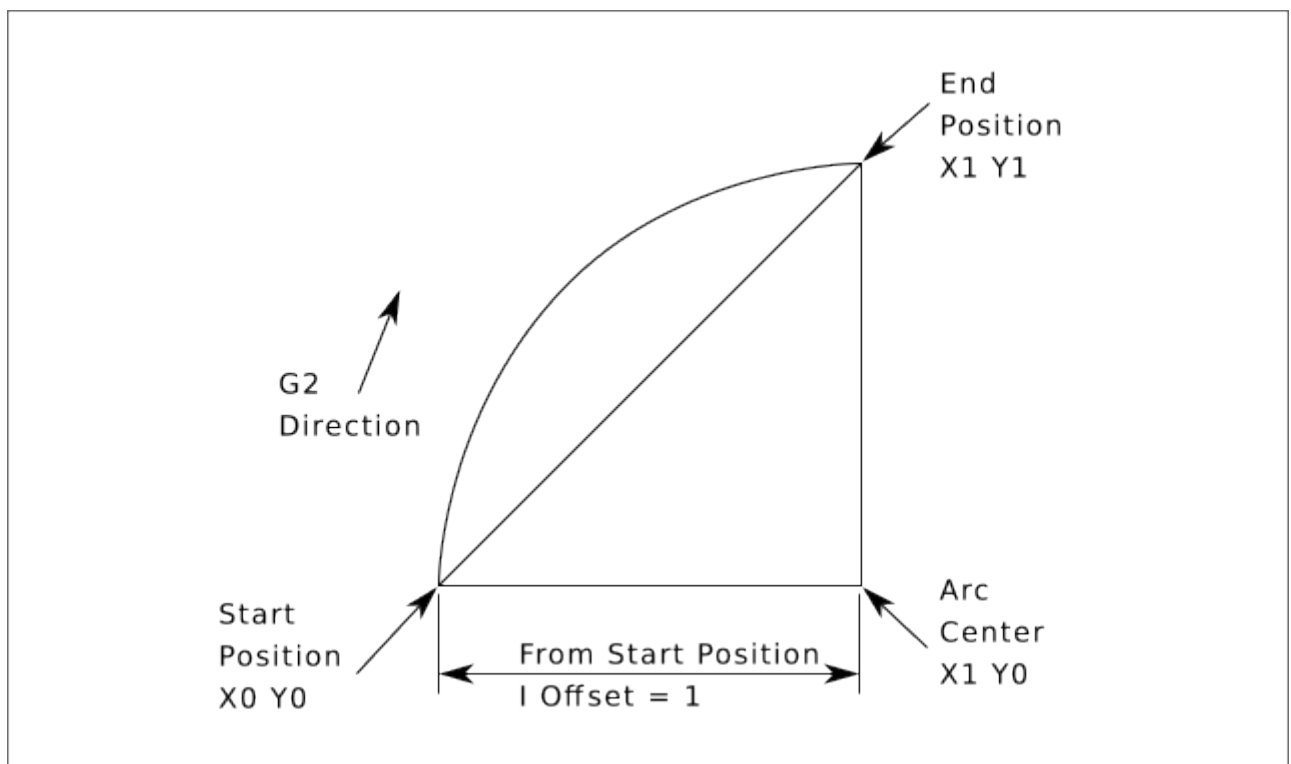 End
Position
X1 Y1
G2
Direction
Start
Position
X0 Y0
From Start Position
I Offset = 1
Arc
Center
X1 Y0